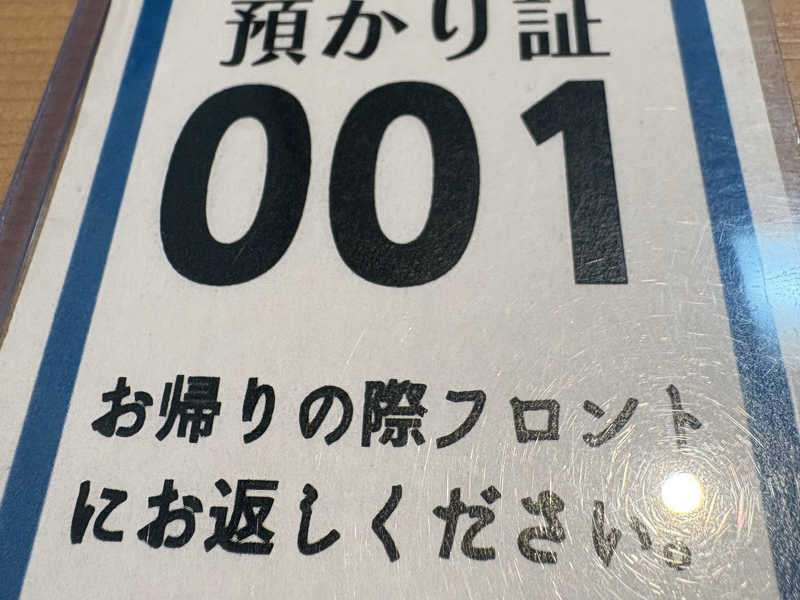 預かり証
001
お帰りの際フロント
にお返しください。